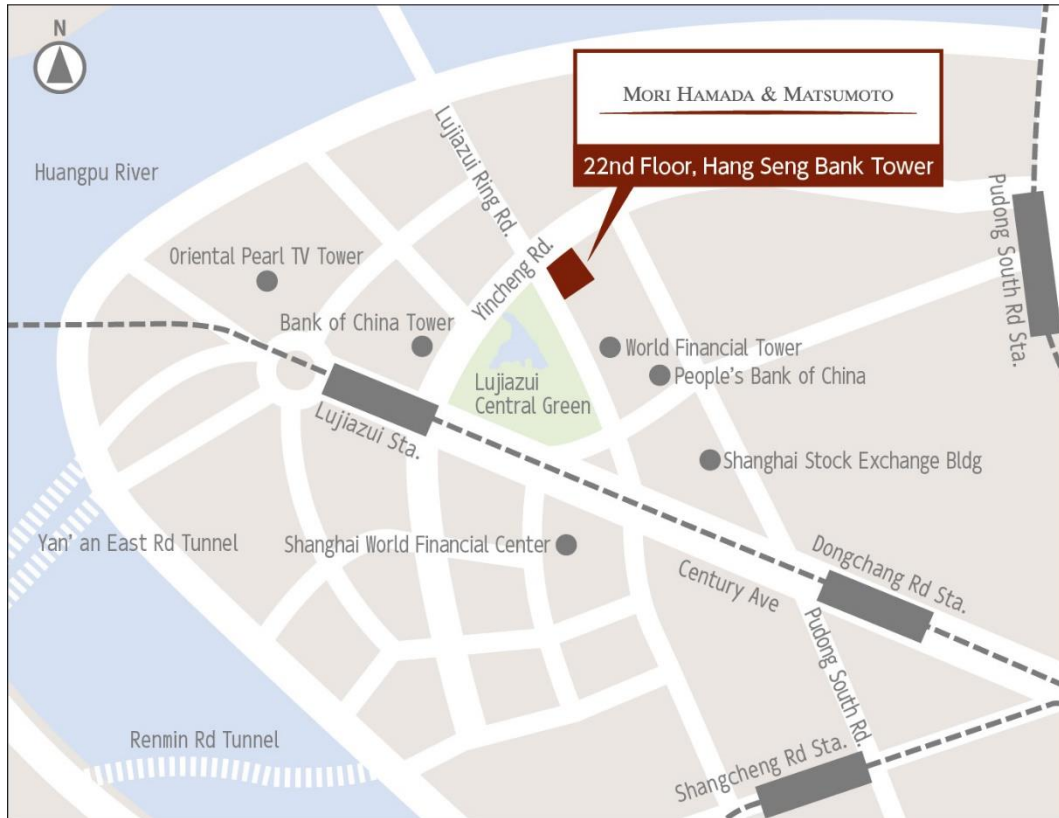 N
MORI HAMADA & MATSUMOTO
22nd Floor, Hang Seng Bank Tower
Huangpu River
Lujiazui Ring Rd.
Pudong South Rd Sta.
Oriental Pearl TV Tower
Yincheng Rd.
Bank of China Tower
World Financial Tower
People's Bank of China
Lujiazui
Central Green
Lujiazui Sta.
Shanghai Stock Exchange Bldg
Yan' an East Rd Tunnel
Shanghai World Financial Center
Dongchang Rd Sta.
Century Ave
Pudong South Rd.
Renmin Rd Tunnel
Shangcheng Rd Sta.